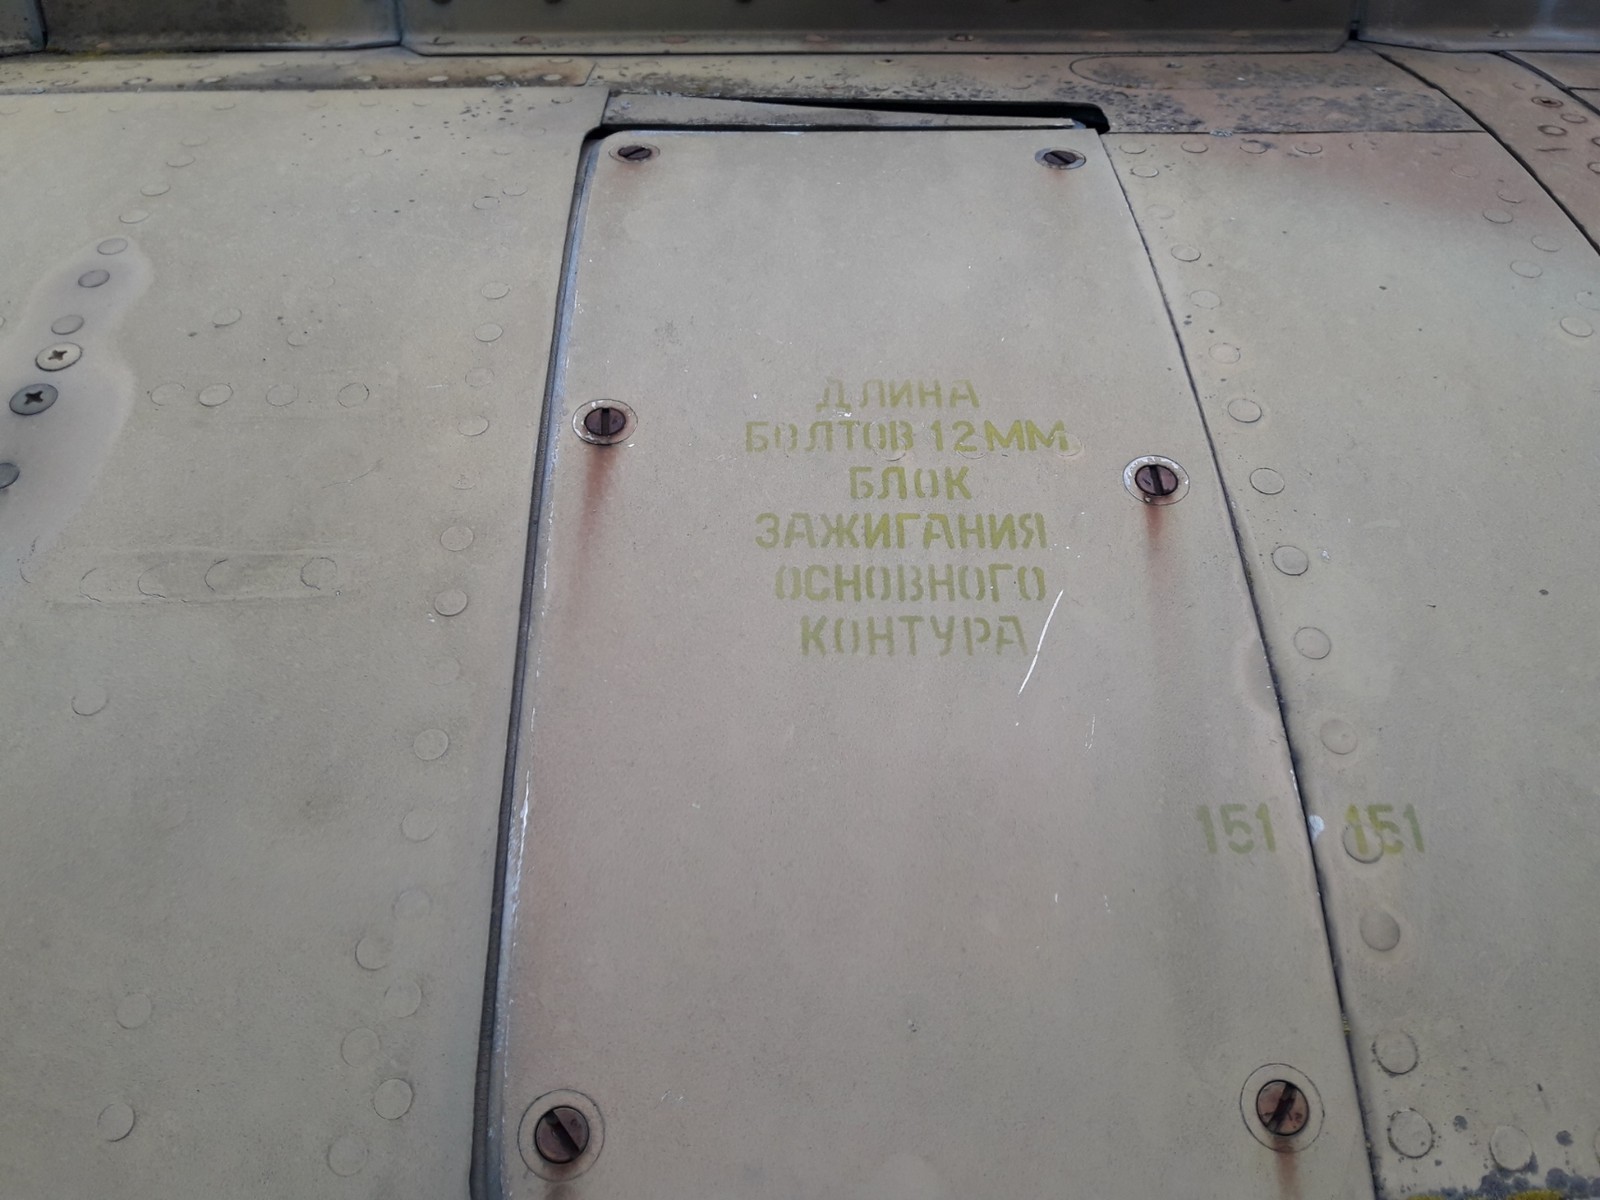 ДЛИНА
БОЛТОВ 12ММ
БЛОК
ЗАЖИГАНИЯ
ОСНОВНОГО
КОНТУРА
151 151